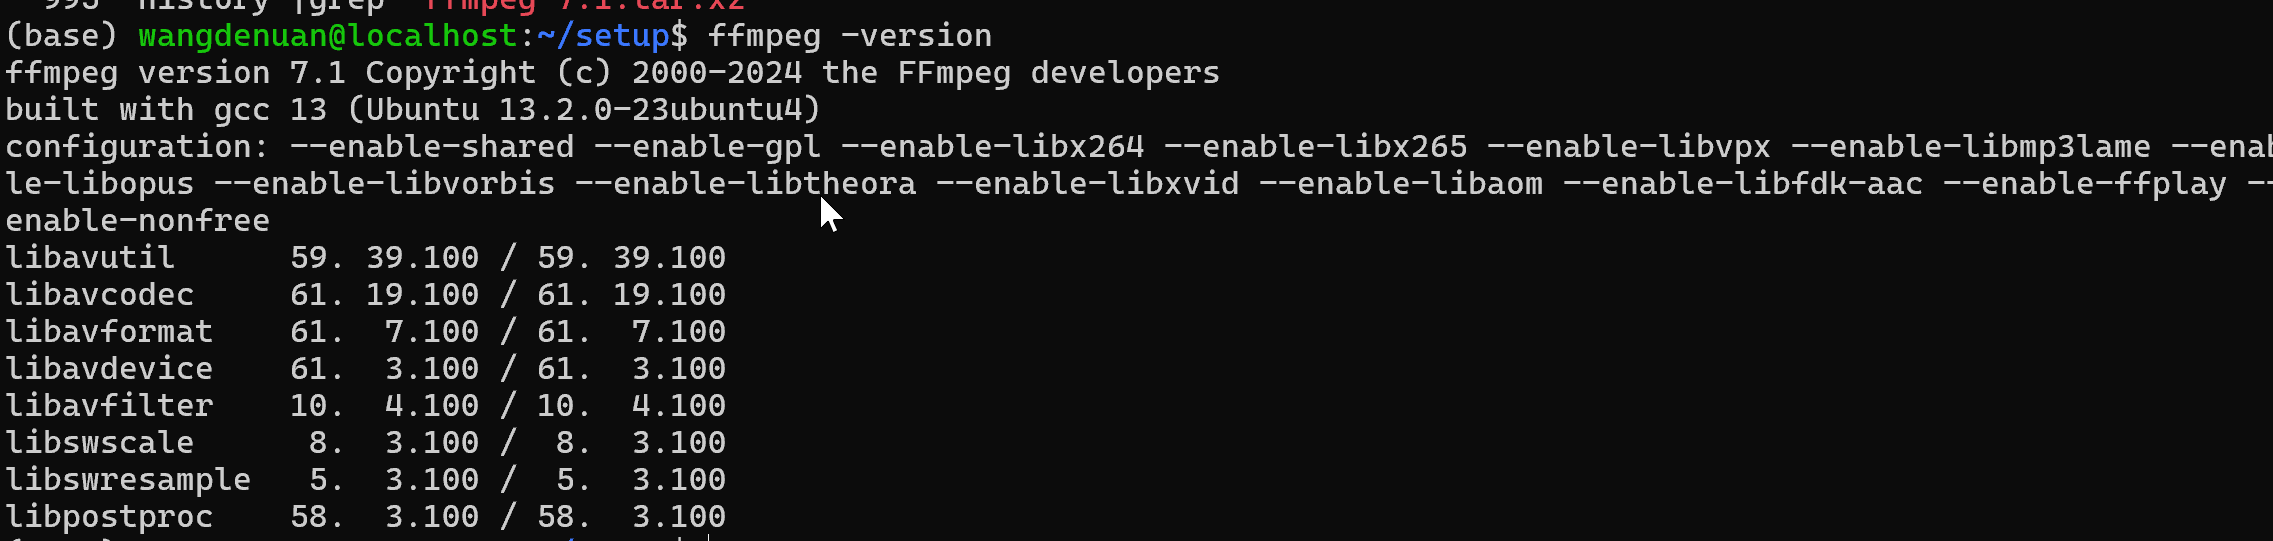 995 history |grep "ffmpeg-7.1.tar.xz
(base) wangdenuan@localhost:~/setup$ ffmpeg -version
ffmpeg version 7.1 Copyright (c) 2000-2024 the FFmpeg developers
built with gcc 13 (Ubuntu 13.2.0-23ubuntu4)
configuration: --enable-shared --enable-gpl --enable-libx264 --enable-libx265 --enable-libvpx --enable-libmp3lame --enab
le-libopus --enable-libvorbis --enable-libtheora --enable-libxvid --enable-libaom --enable-libfdk-aac --enable-ffplay --
enable-nonfree
libavutil      59. 39.100 / 59. 39.100
libavcodec     61. 19.100 / 61. 19.100
libavformat    61.  7.100 / 61.  7.100
libavdevice    61.  3.100 / 61.  3.100
libavfilter    10.  4.100 / 10.  4.100
libswscale      8.  3.100 /  8.  3.100
libswresample   5.  3.100 /  5.  3.100
libpostproc    58.  3.100 / 58.  3.100